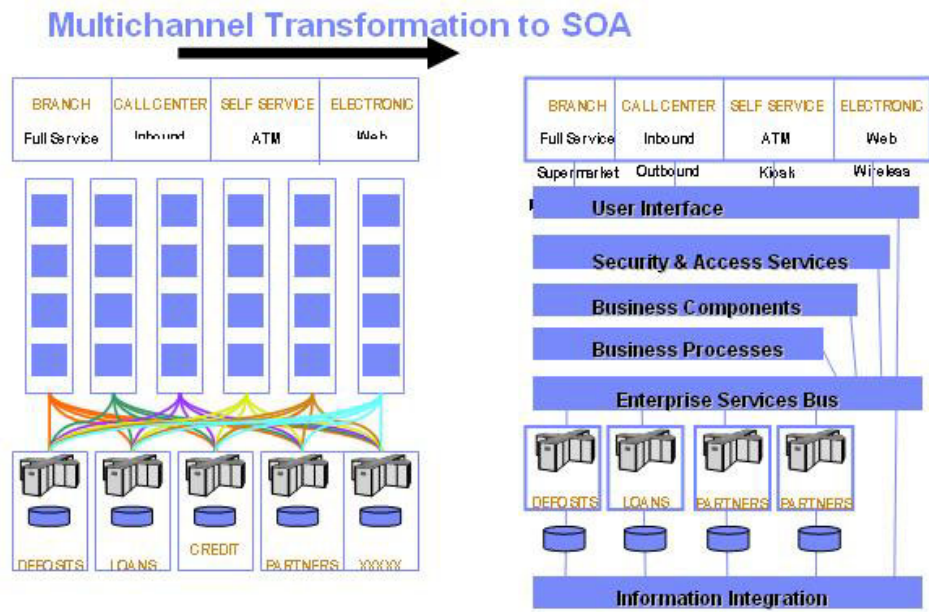 Multichannel Transformation to SOA
BRANCH CALL CENTER SELF SERVICE ELECTRONIC
Full Service Inbound ATM Web
DEPOSITS LOANS CREDIT PARTNERS XXXXX
BRANCH CALL CENTER SELF SERVICE ELECTRONIC
Full Service Inbound ATM Web
Supermarket Outbound Kiosk Wireless
User Interface
Security & Access Services
Business Components
Business Processes
Enterprise Services Bus
DEPOSITS LOANS PARTNERS PARTNERS
Information Integration